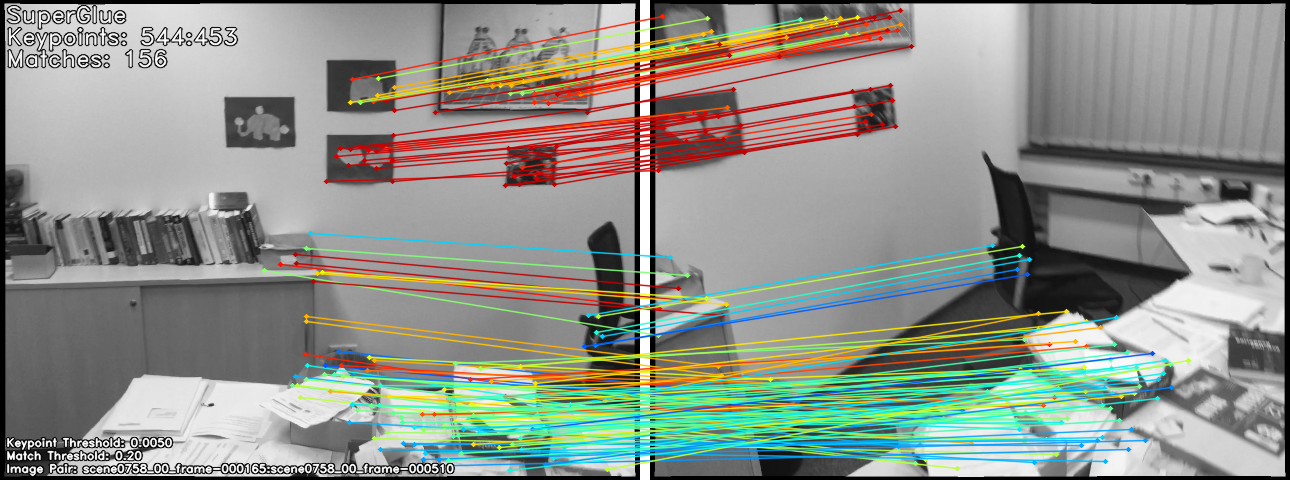 SuperGlue
Keypoints: 544:453
Matches: 156
Keypoint Threshold: 0.0050
Match Threshold: 0.20
Image Pair: scene0758_00_frame-000165:scene0758_00_frame-000510